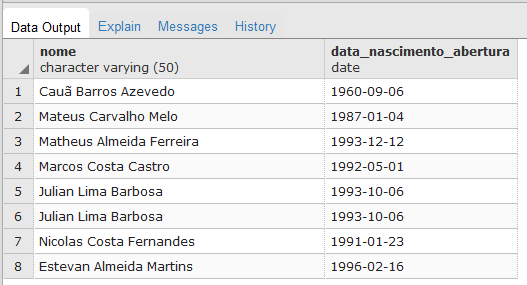 Data Output Explain Messages History
nome data_nascimento_abertura
character varying (50) date
1 Cauã Barros Azevedo 1960-09-06
2 Mateus Carvalho Melo 1987-01-04
3 Matheus Almeida Ferreira 1993-12-12
4 Marcos Costa Castro 1992-05-01
5 Julian Lima Barbosa 1993-10-06
6 Julian Lima Barbosa 1993-10-06
7 Nicolas Costa Fernandes 1991-01-23
8 Estevan Almeida Martins 1996-02-16